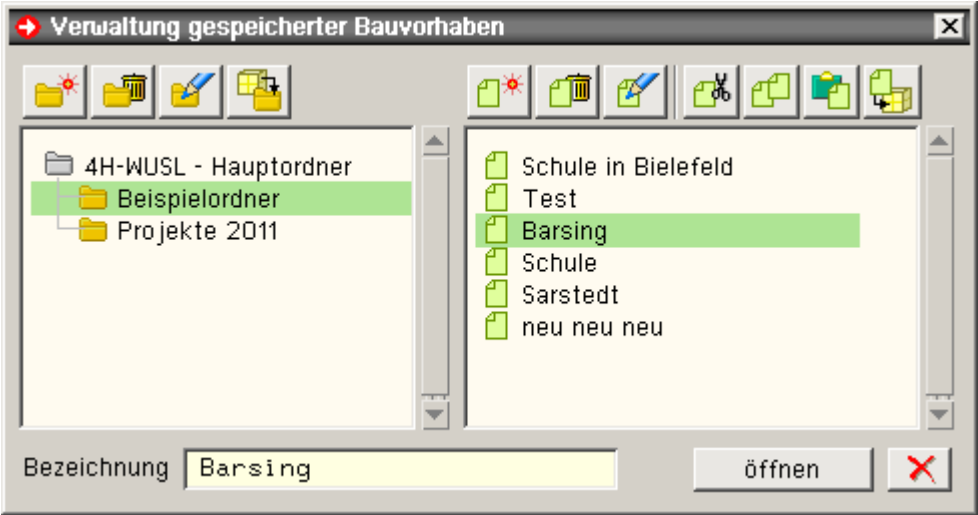 Verwaltung gespeicherter Bauvorhaben
4H-WUSL - Hauptordner
Beispielordner
Projekte 2011
Schule in Bielefeld
Test
Barsing
Schule
Sarstedt
neu neu neu
Bezeichnung Barsing
öffnen